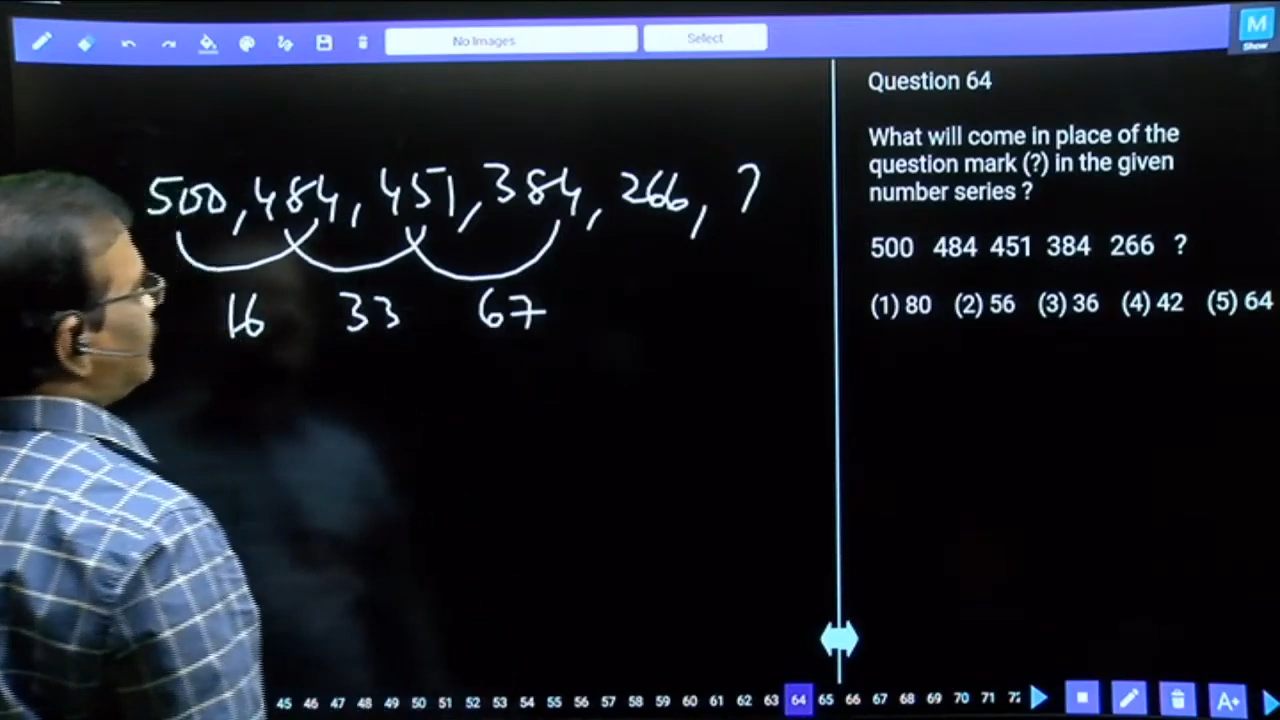 No Images Select
M
Show
500, 484, 451, 384, 266, ?
16 33 67
Question 64
What will come in place of the
question mark (?) in the given
number series ?
500 484 451 384 266 ?
(1) 80 (2) 56 (3) 36 (4) 42 (5) 64
45 46 47 48 49 50 51 52 53 54 55 56 57 58 59 60 61 62 63 64 65 66 67 68 69 70 71
A+